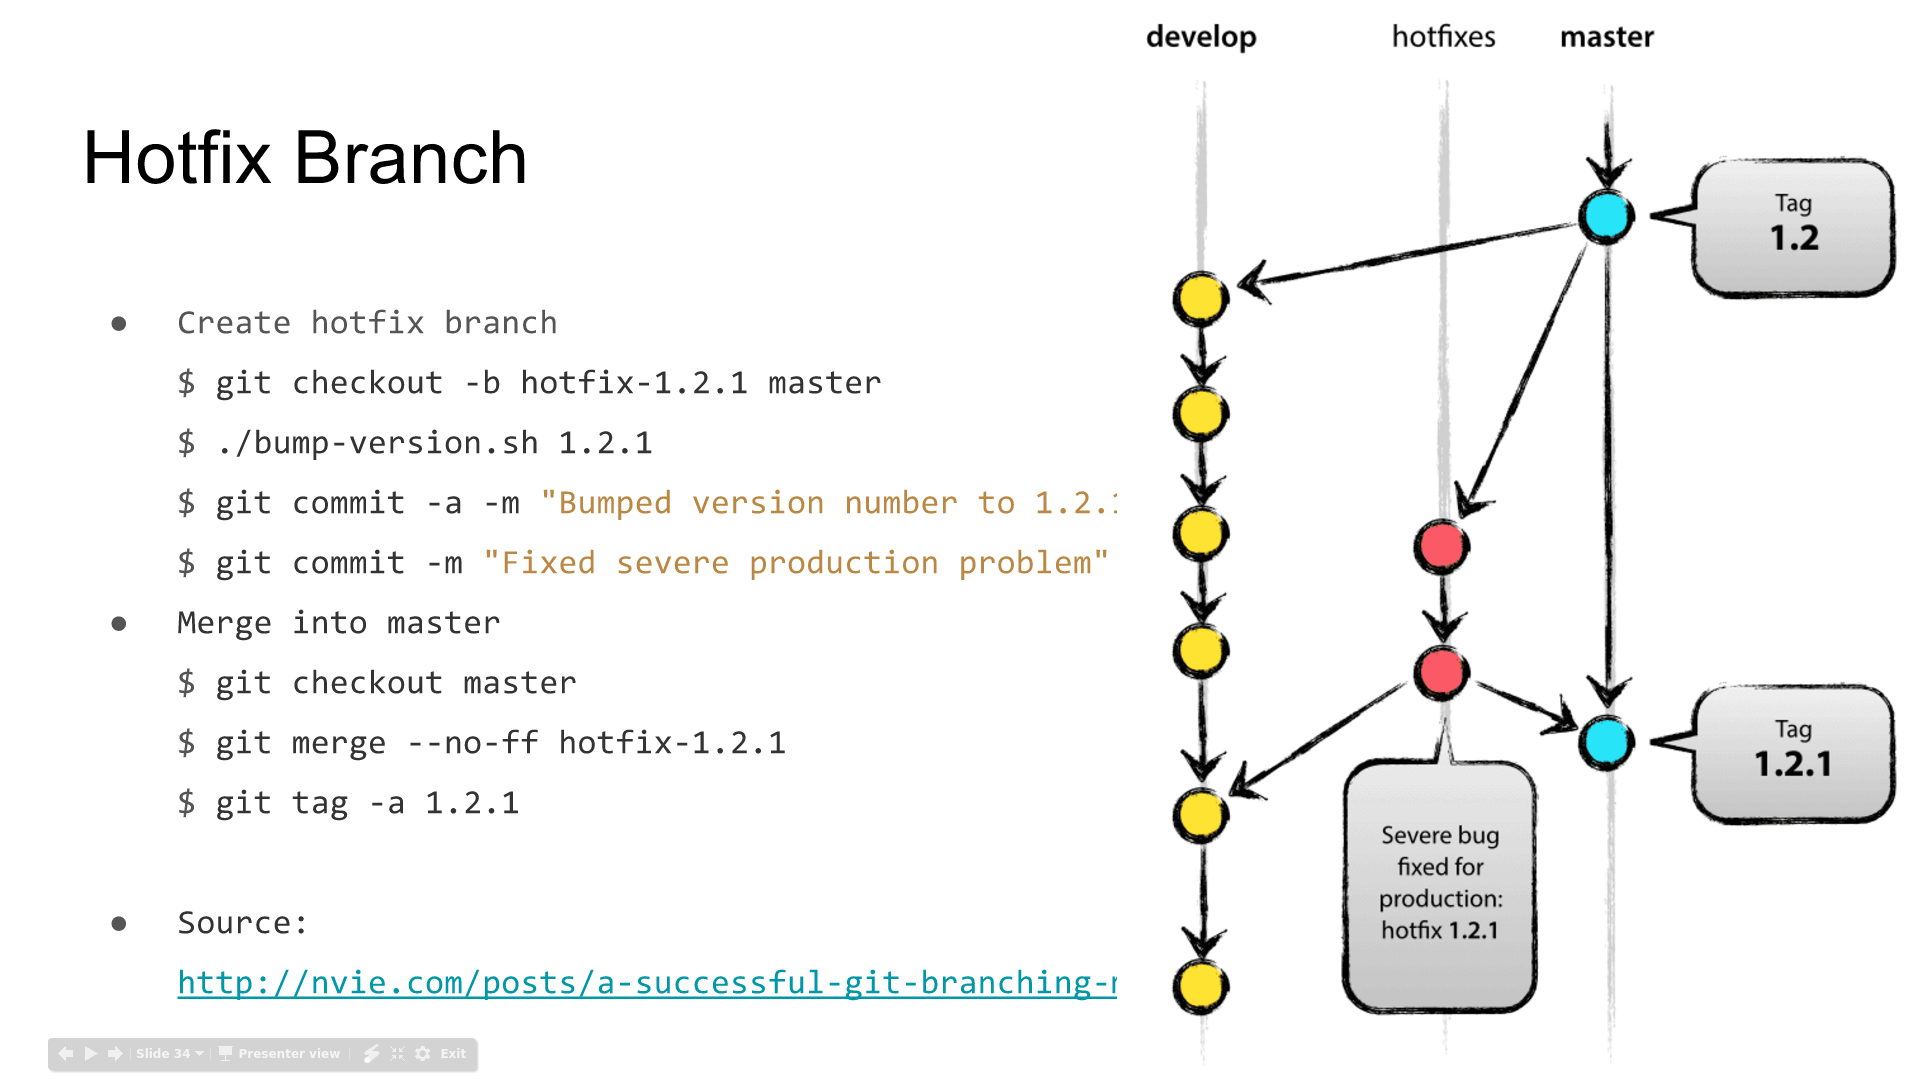 Hotfix Branch
● Create hotfix branch
$ git checkout -b hotfix-1.2.1 master
$ ./bump-version.sh 1.2.1
$ git commit -a -m "Bumped version number to 1.2.1
$ git commit -m "Fixed severe production problem"
● Merge into master
$ git checkout master
$ git merge --no-ff hotfix-1.2.1
$ git tag -a 1.2.1
● Source:
http://nvie.com/posts/a-successful-git-branching-
develop
hotfixes
master
Tag
1.2
Tag
1.2.1
Severe bug
fixed for
production:
hotfix 1.2.1
Slide 34
Presenter view
Exit